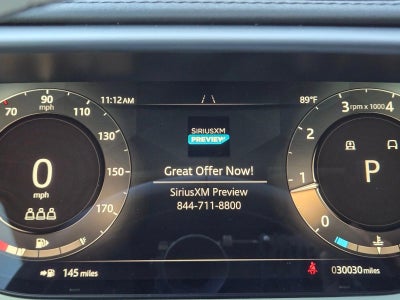 11:12AM
89°F
70
90
mph
110
130
150
170
0
mph
SIRIUSXM
PREVIEW
Great Offer Now!
SiriusXM Preview
844-711-8800
3 rpm x 1000 4
2
1
0
P
145 miles
030030 miles